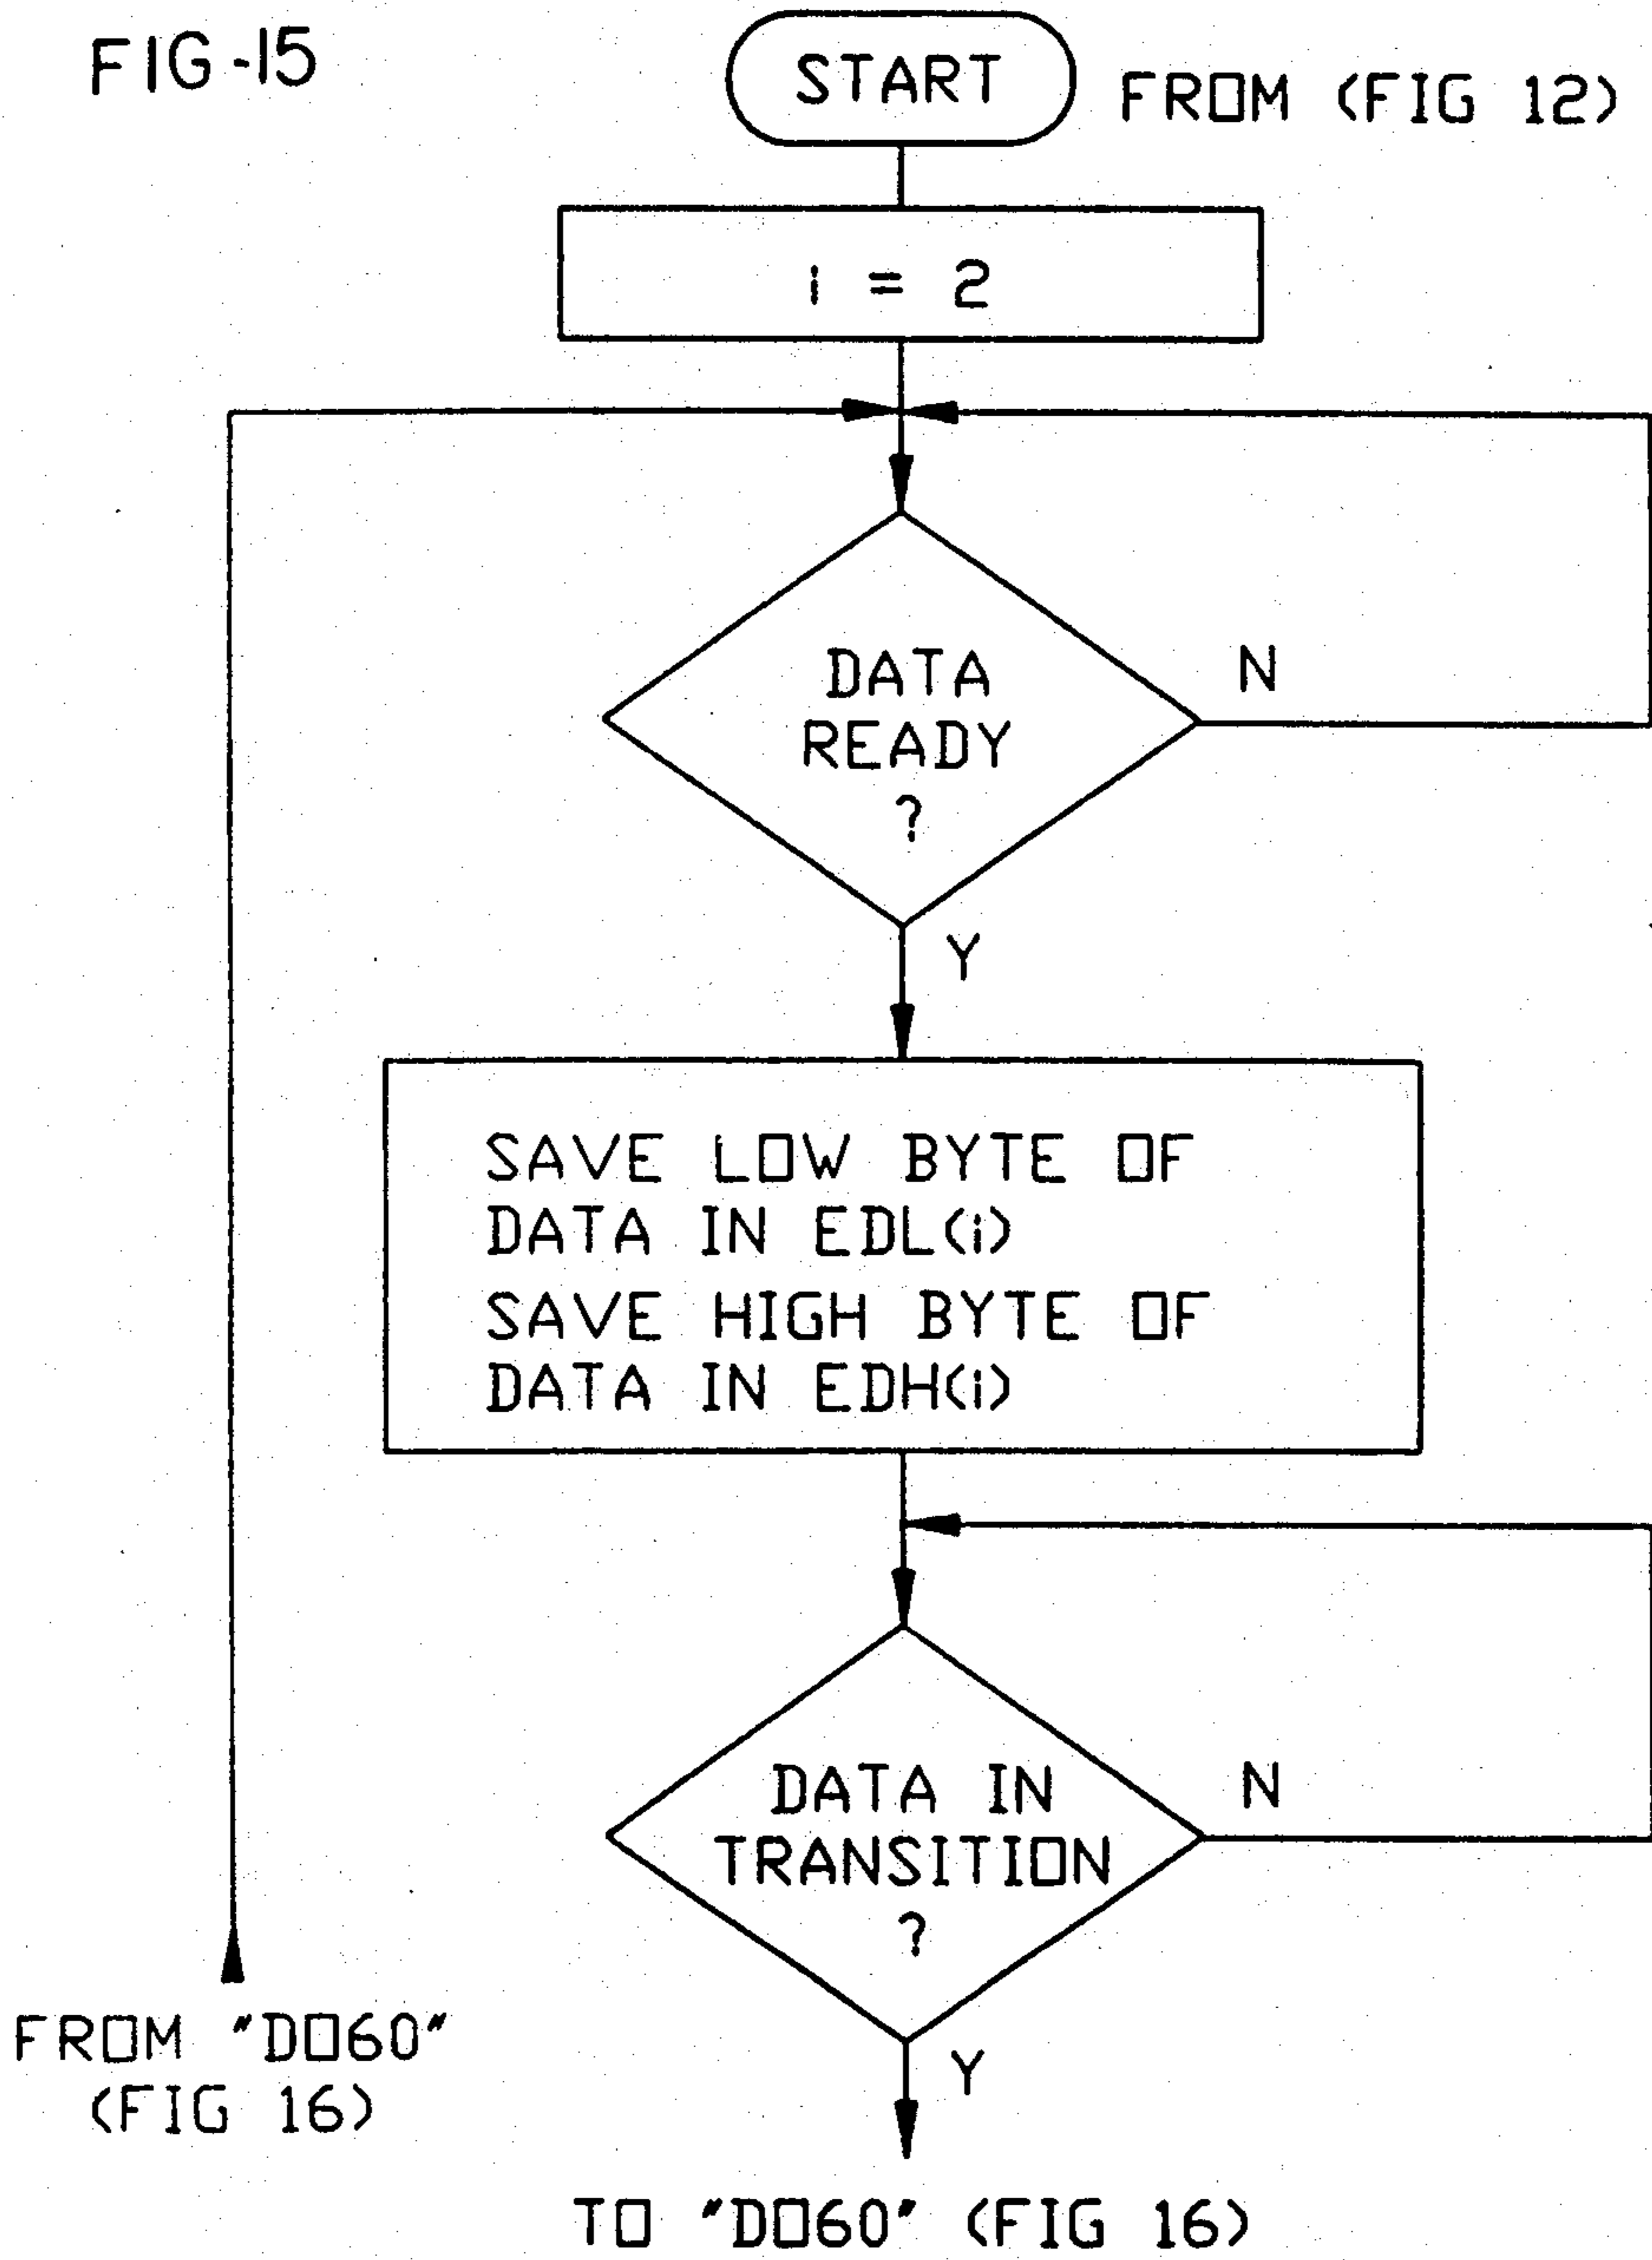 FIG-15
START
FROM (FIG 12)
i = 2
DATA
READY
?
N
Y
SAVE LOW BYTE OF
DATA IN EDL(i)
SAVE HIGH BYTE OF
DATA IN EDH(i)
DATA IN
TRANSITION
?
N
Y
FROM "DO60"
(FIG 16)
TO "DO60" (FIG 16)